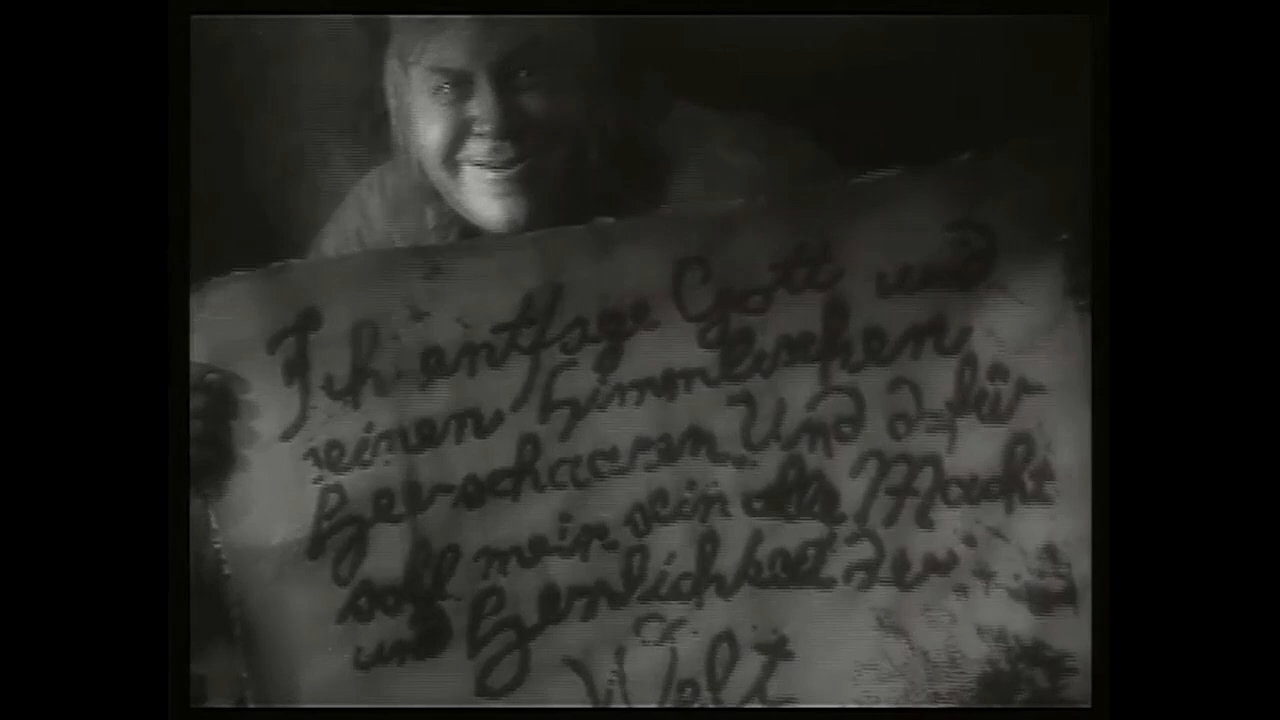 Ich entsage Gott und
seinen himmlischen
Heerschaaren. Und dafür
soll mein sein alle Macht
und Herrlichkeit der
Welt